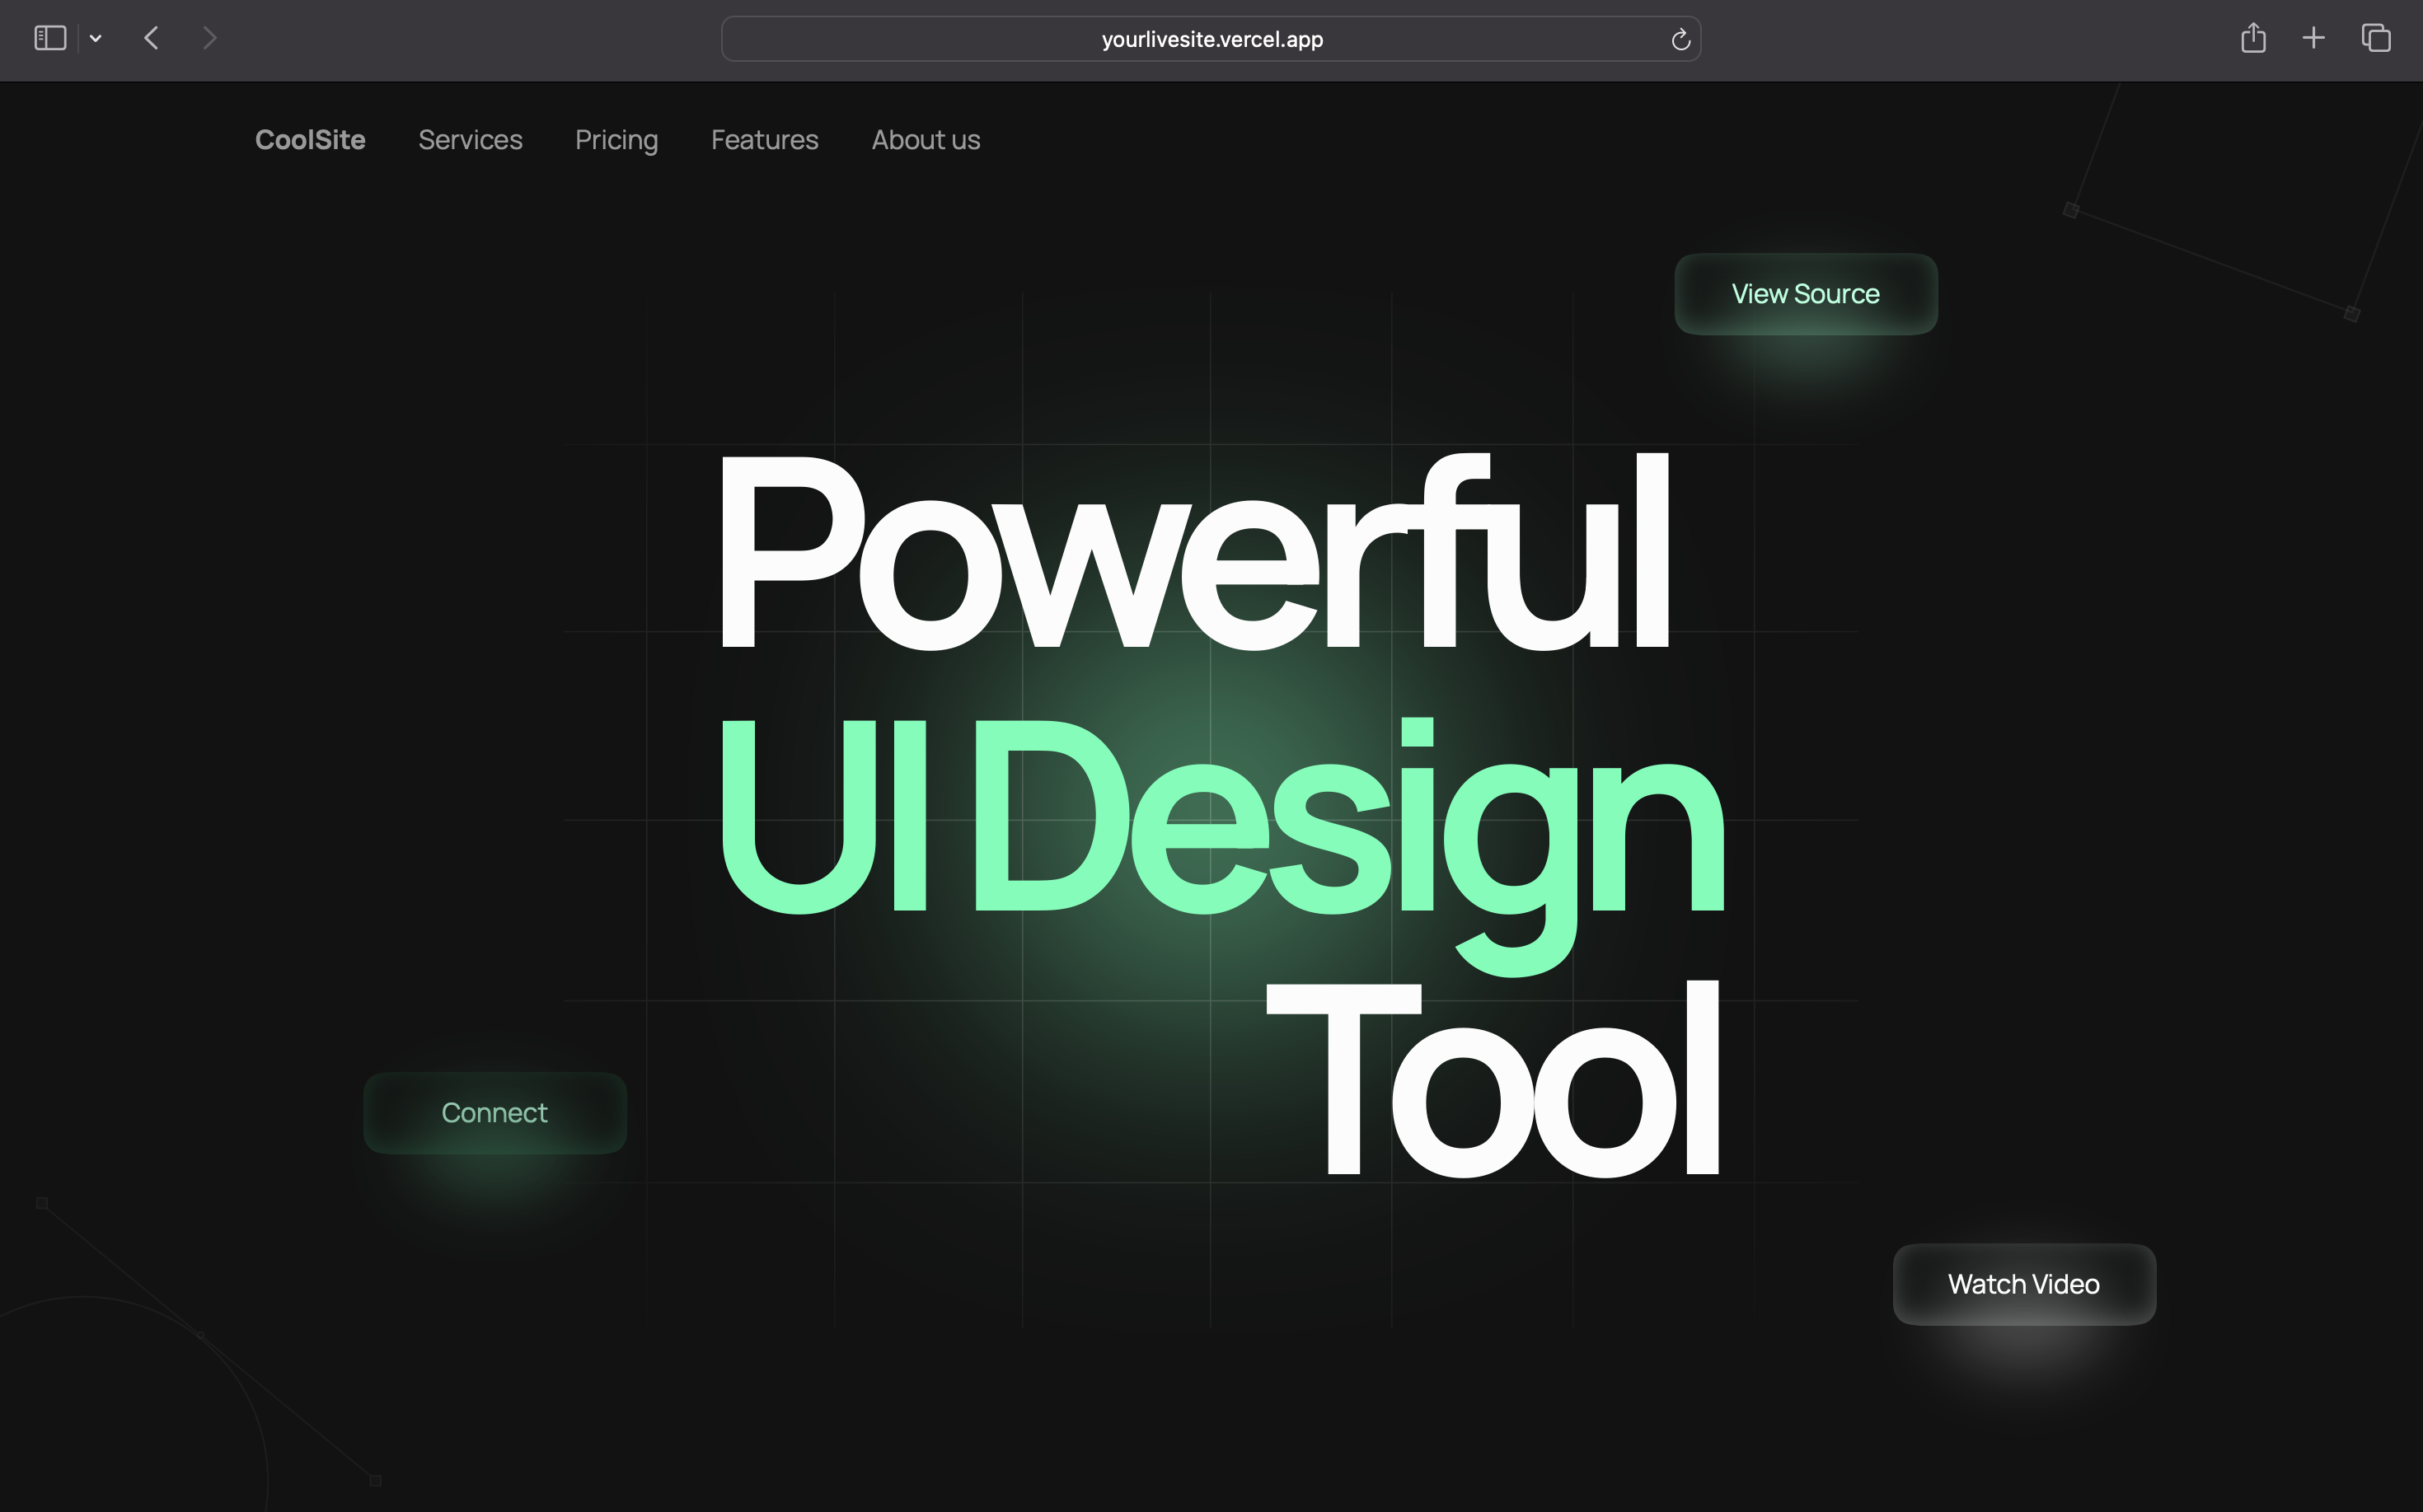 yourlivesite.vercel.app
CoolSite Services Pricing Features About us
View Source
Powerful
UI Design
Tool
Connect
Watch Video